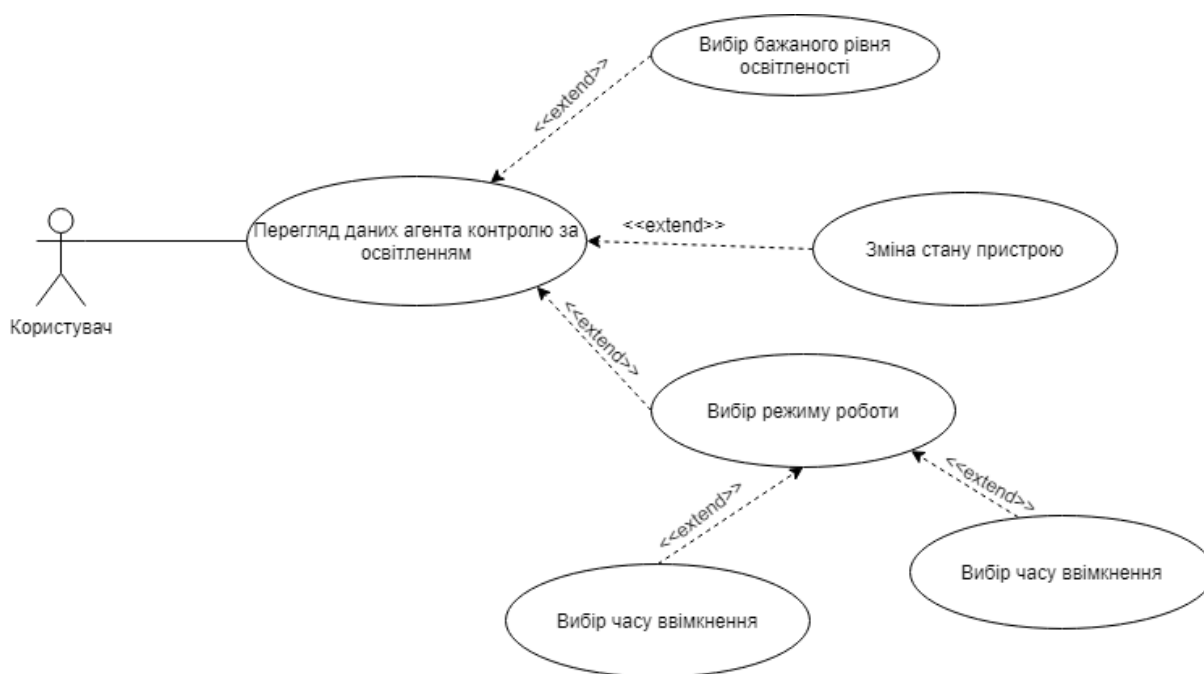 Вибір бажаного рівня
освітленості
<<extend>>
Перегляд даних агента контролю за
освітленням
<<extend>>
Зміна стану пристрою
Користувач
<<extend>>
Вибір режиму роботи
<<extend>>
<<extend>>
Вибір часу ввімкнення
Вибір часу ввімкнення